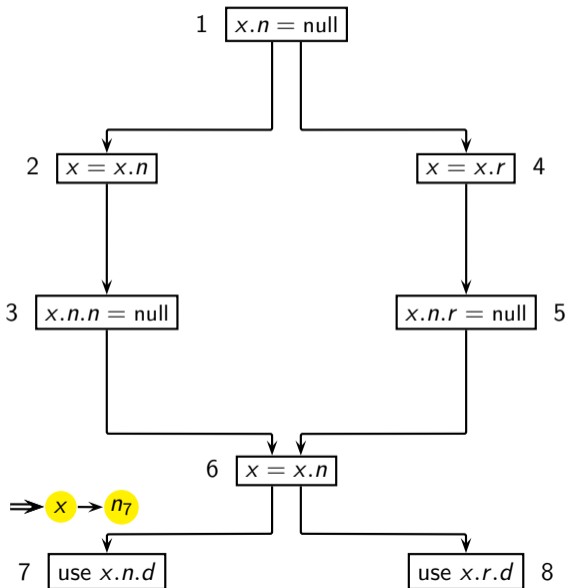 1 x.n = null
2 x = x.n
x = x.r 4
3 x.n.n = null
x.n.r = null 5
6 x = x.n
x n₇
7 use x.n.d
use x.r.d 8